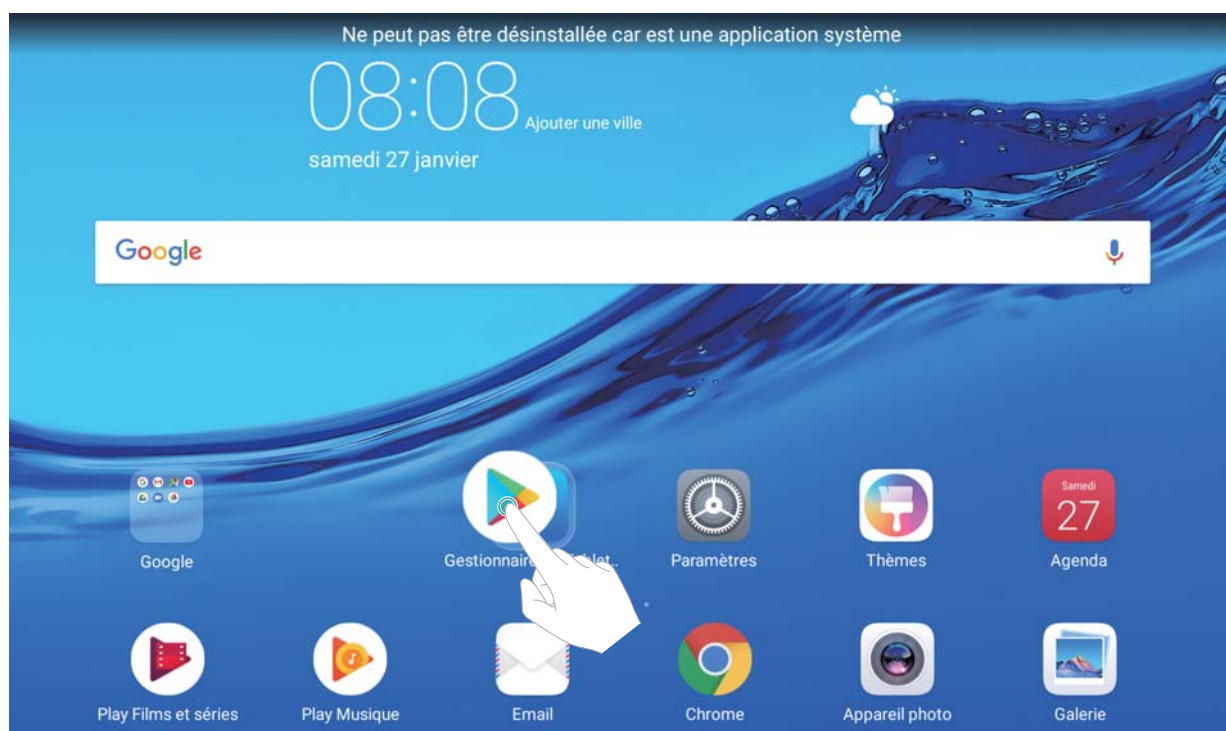 Ne peut pas être désinstallée car est une application système
08:08
Ajouter une ville
samedi 27 janvier
Google
Samedi
27
Google
Gestionnaire
Paramètres
Thèmes
Agenda
Play Films et séries
Play Musique
Email
Chrome
Appareil photo
Galerie